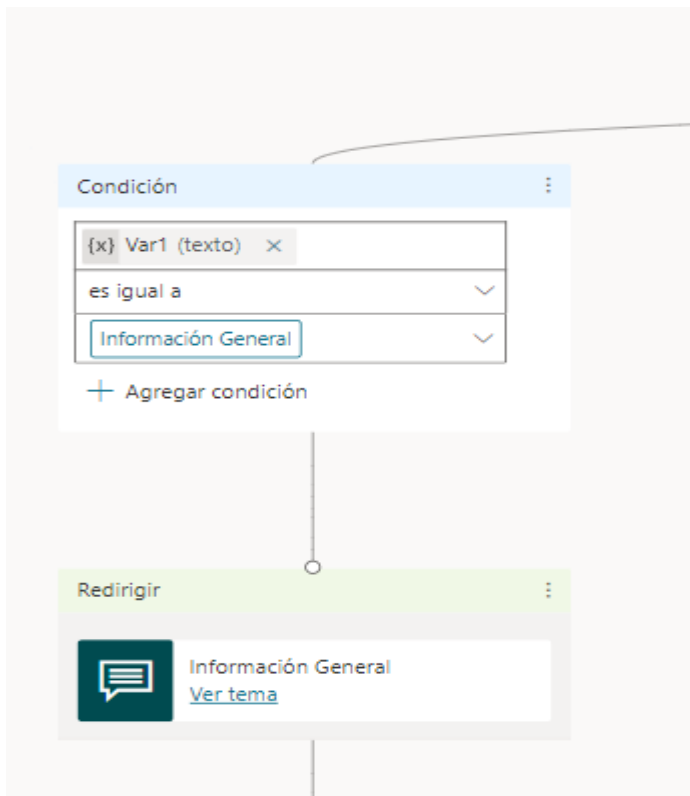 Condición
{x} Var1 (texto) ×
es igual a
Información General
+ Agregar condición
Redirigir
Información General
Ver tema